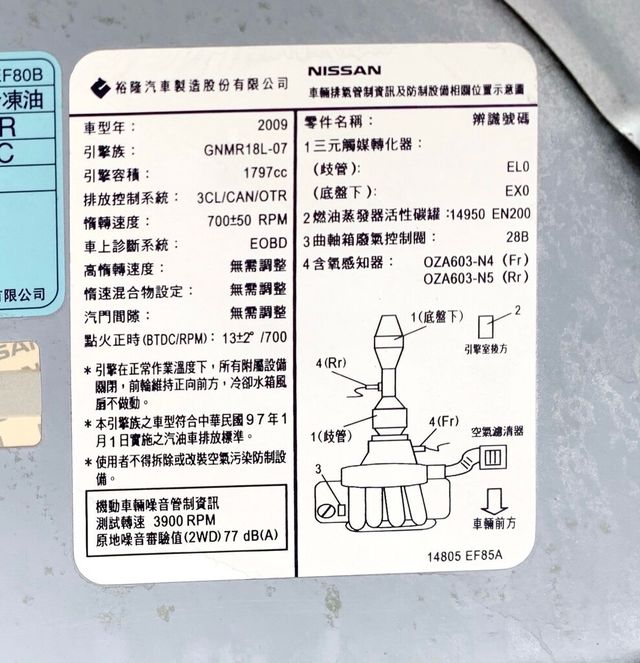 EF80B
冷凍油
R
C
有限公司
裕隆汽車製造股份有限公司
NISSAN
車輛排氣管制資訊及防制設備相關位置示意圖
車型年： 2009
引擎族： GNMR18L-07
引擎容積： 1797cc
排放控制系統： 3CL/CAN/OTR
惰轉速度： 700±50 RPM
車上診斷系統： EOBD
高惰轉速度： 無需調整
惰速混合物設定： 無需調整
汽門間隙： 無需調整
點火正時(BTDC/RPM)： 13±2°/700
＊引擎在正常作業溫度下，所有附屬設備
關閉，前輪維持正向前方，冷卻水箱風
扇不做動。
＊本引擎族之車型符合中華民國97年1
月1日實施之汽油車排放標準。
＊使用者不得拆除或改裝空氣污染防制設
備。
機動車輛噪音管制資訊
測試轉速 3900 RPM
原地噪音審驗值(2WD) 77 dB(A)
零件名稱： 辨識號碼
1三元觸媒轉化器：
(歧管)： EL0
(底盤下)： EX0
2燃油蒸發器活性碳罐：14950 EN200
3曲軸箱廢氣控制閥： 28B
4含氧感知器： OZA603-N4 (Fr)
OZA603-N5 (Rr)
1(底盤下)
2
引擎室後方
4(Rr)
4(Fr)
1(歧管)
空氣濾清器
3
車輛前方
14805 EF85A